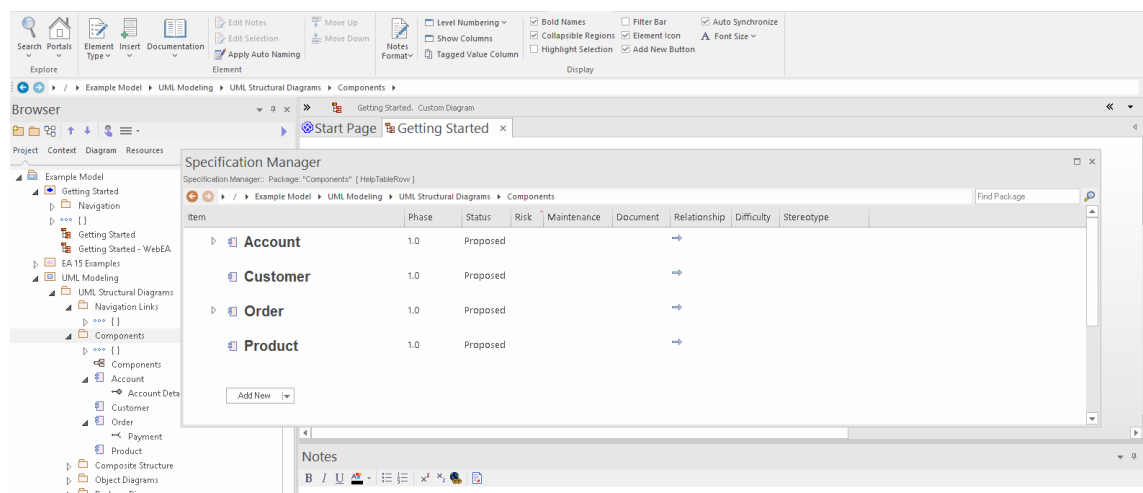 Edit Notes Move Up Level Numbering Bold Names Filter Bar Auto Synchronize
Edit Selection Move Down Show Columns Collapsible Regions Element Icon A Font Size
Search Portals Element Insert Documentation Apply Auto Naming Notes Tagged Value Column Highlight Selection Add New Button
Type Format
Explore Element Display
/ Example Model UML Modeling UML Structural Diagrams Components
Browser
Getting Started. Custom Diagram
Start Page Getting Started ×
Project Context Diagram Resources
Example Model
Getting Started
Navigation
{ }
Getting Started
Getting Started - WebEA
EA 15 Examples
UML Modeling
UML Structural Diagrams
Navigation Links
{ }
Components
{ }
Components
Account
Account Deta
Customer
Order
Payment
Product
Composite Structure
Object Diagrams
Specification Manager
Specification Manager:: Package: "Components" { HelpTableRow }
/ Example Model UML Modeling UML Structural Diagrams Components Find Package
Item Phase Status Risk Maintenance Document Relationship Difficulty Stereotype
Account 1.0 Proposed
Customer 1.0 Proposed
Order 1.0 Proposed
Product 1.0 Proposed
Add New
Notes
B I U A x² x₁